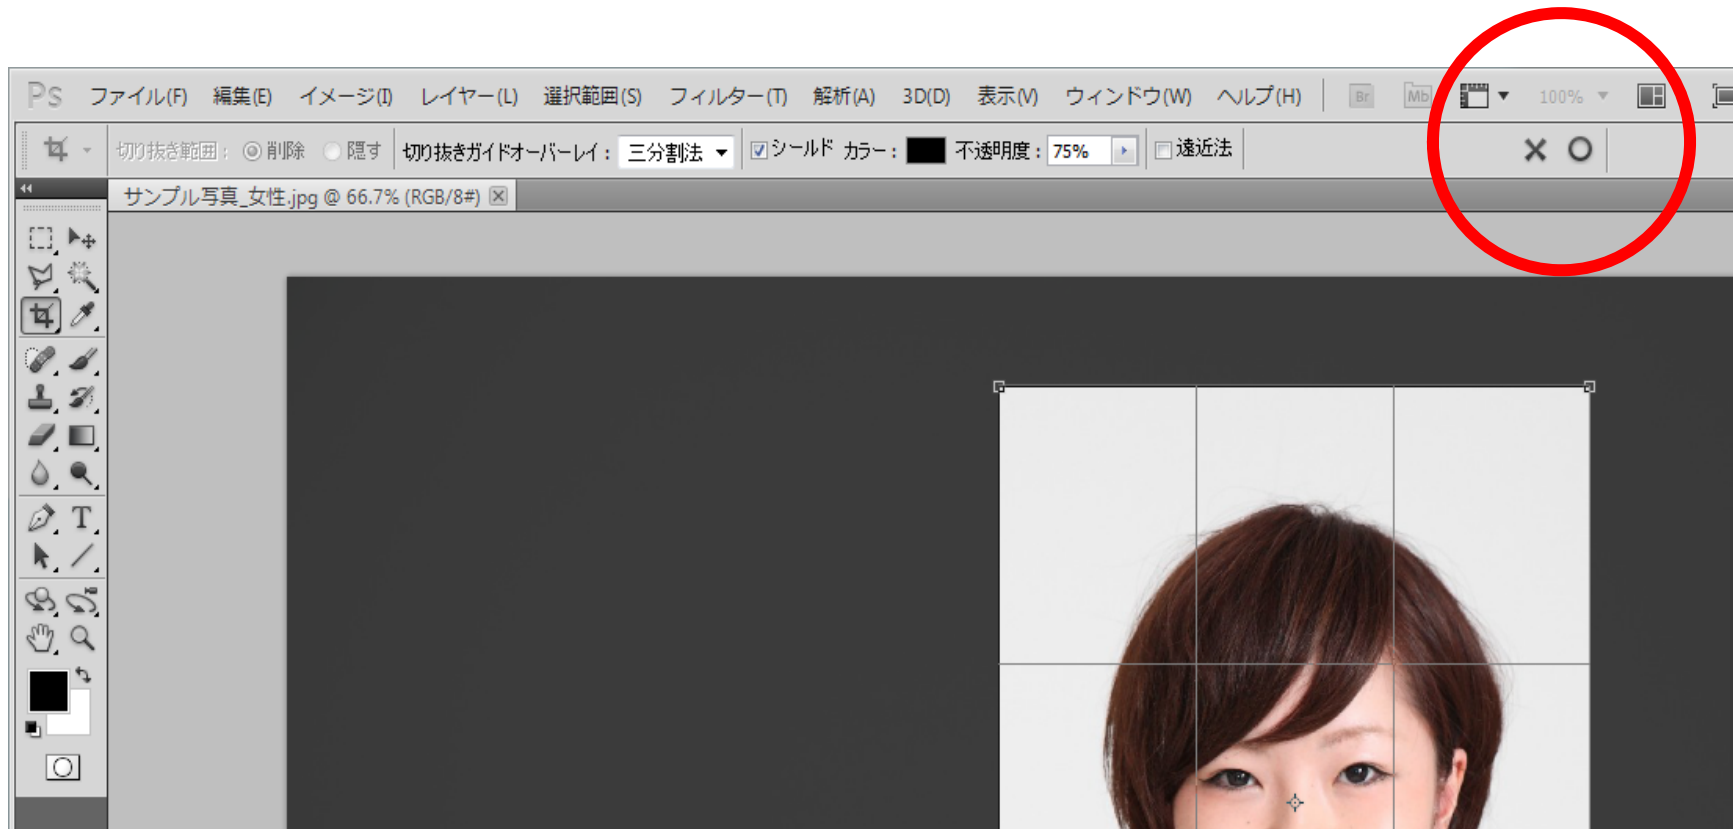 Ps ファイル(F) 編集(E) イメージ(I) レイヤー(L) 選択範囲(S) フィルター(T) 解析(A) 3D(D) 表示(V) ウィンドウ(W) ヘルプ(H) Br Mb 100%
切り抜き範囲: 削除 隠す 切り抜きガイドオーバーレイ: 三分割法 シールド カラー: 不透明度: 75% 遠近法
サンプル写真_女性.jpg @ 66.7% (RGB/8#)
T